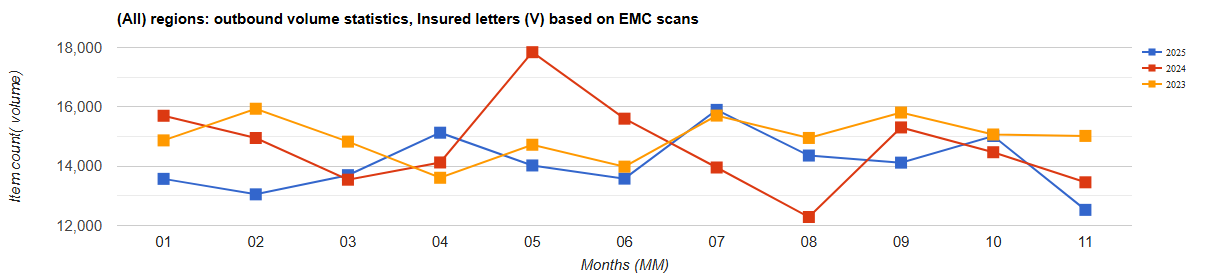 (All) regions: outbound volume statistics, Insured letters (V) based on EMC scans
18,000
16,000
14,000
12,000
Item count( volume)
01 02 03 04 05 06 07 08 09 10 11
Months (MM)
2025
2024
2023